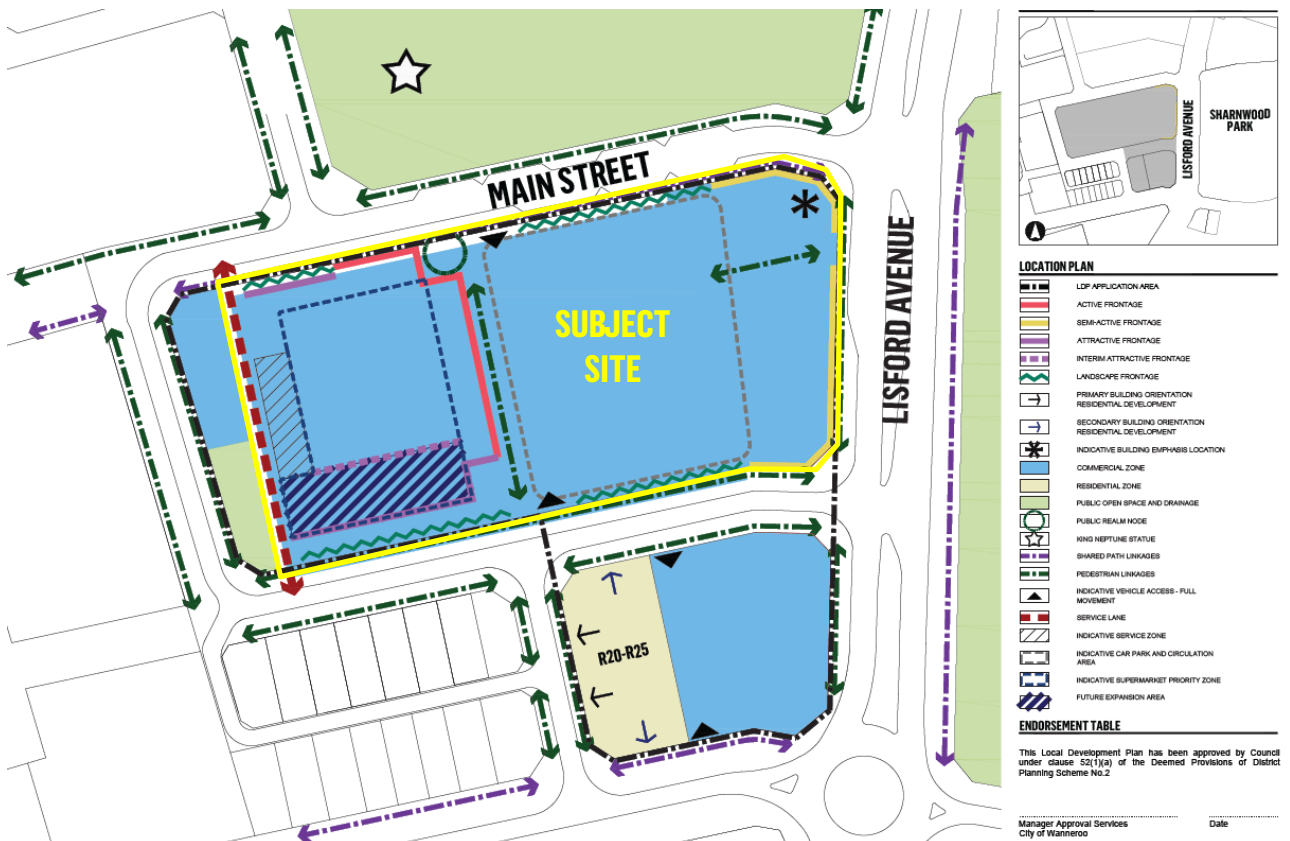 MAIN STREET
SUBJECT
SITE
LISFORD AVENUE
R20-R25
LISFORD AVENUE
SHARNWOOD
PARK
LOCATION PLAN
LDP APPLICATION AREA
ACTIVE FRONTAGE
SEMI-ACTIVE FRONTAGE
ATTRACTIVE FRONTAGE
INTERIM ATTRACTIVE FRONTAGE
LANDSCAPE FRONTAGE
PRIMARY BUILDING ORIENTATION
RESIDENTIAL DEVELOPMENT
SECONDARY BUILDING ORIENTATION
RESIDENTIAL DEVELOPMENT
INDICATIVE BUILDING EMPHASIS LOCATION
COMMERCIAL ZONE
RESIDENTIAL ZONE
PUBLIC OPEN SPACE AND DRAINAGE
PUBLIC REALM NODE
KING NEPTUNE STATUE
SHARED PATH LINKAGES
PEDESTRIAN LINKAGES
INDICATIVE VEHICLE ACCESS - FULL
MOVEMENT
SERVICE LANE
INDICATIVE SERVICE ZONE
INDICATIVE CAR PARK AND CIRCULATION
AREA
INDICATIVE SUPERMARKET PRIORITY ZONE
FUTURE EXPANSION AREA
ENDORSEMENT TABLE
This Local Development Plan has been approved by Council
under clause 52(1)(a) of the Deemed Provisions of District
Planning Scheme No.2
Manager Approval Services
City of Wanneroo
Date